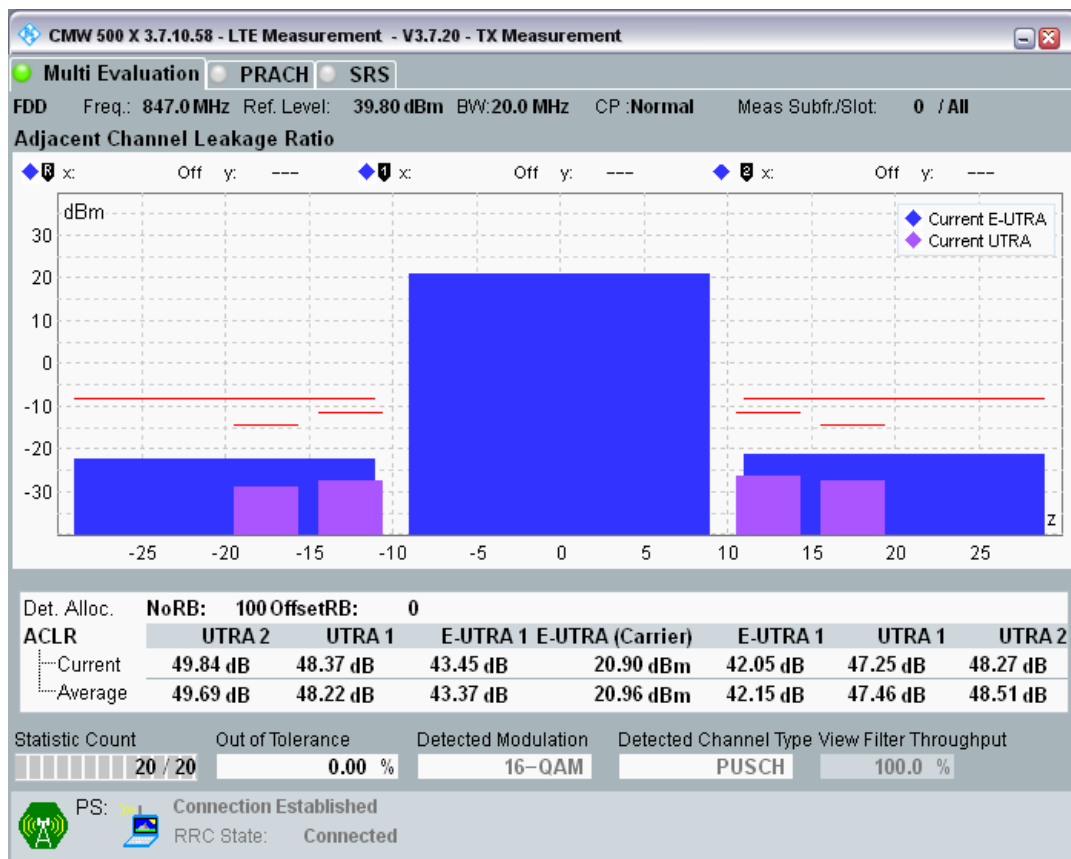 CMW 500 X 3.7.10.58 - LTE Measurement - V3.7.20 - TX Measurement
Multi Evaluation PRACH SRS
FDD Freq.: 847.0 MHz Ref. Level: 39.80 dBm BW:20.0 MHz CP :Normal Meas Subfr./Slot: 0 / All
Adjacent Channel Leakage Ratio
R x: Off y: --- 1 x: Off y: --- 2 x: Off y: ---
dBm
Current E-UTRA
Current UTRA
30
20
10
0
-10
-20
-30
z
-25 -20 -15 -10 -5 0 5 10 15 20 25
Det. Alloc. NoRB: 100 OffsetRB: 0
ACLR UTRA 2 UTRA 1 E-UTRA 1 E-UTRA (Carrier) E-UTRA 1 UTRA 1 UTRA 2
Current 49.84 dB 48.37 dB 43.45 dB 20.90 dBm 42.05 dB 47.25 dB 48.27 dB
Average 49.69 dB 48.22 dB 43.37 dB 20.96 dBm 42.15 dB 47.46 dB 48.51 dB
Statistic Count Out of Tolerance Detected Modulation Detected Channel Type View Filter Throughput
20 / 20 0.00 % 16-QAM PUSCH 100.0 %
PS: Connection Established
RRC State: Connected